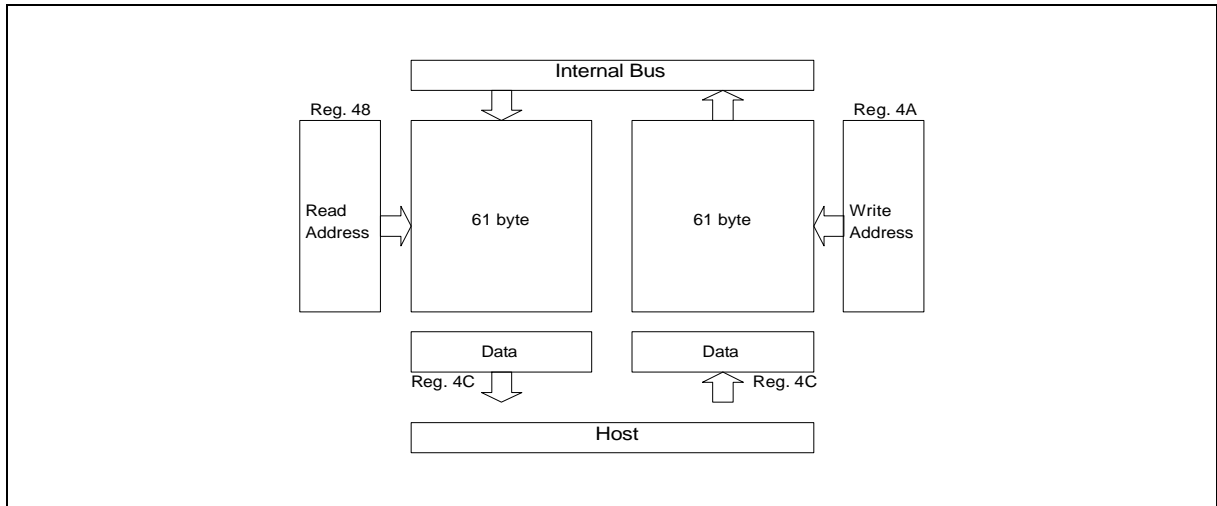 Internal Bus
Reg. 48
Reg. 4A
Read
Address
61 byte
61 byte
Write
Address
Data
Data
Reg. 4C
Reg. 4C
Host